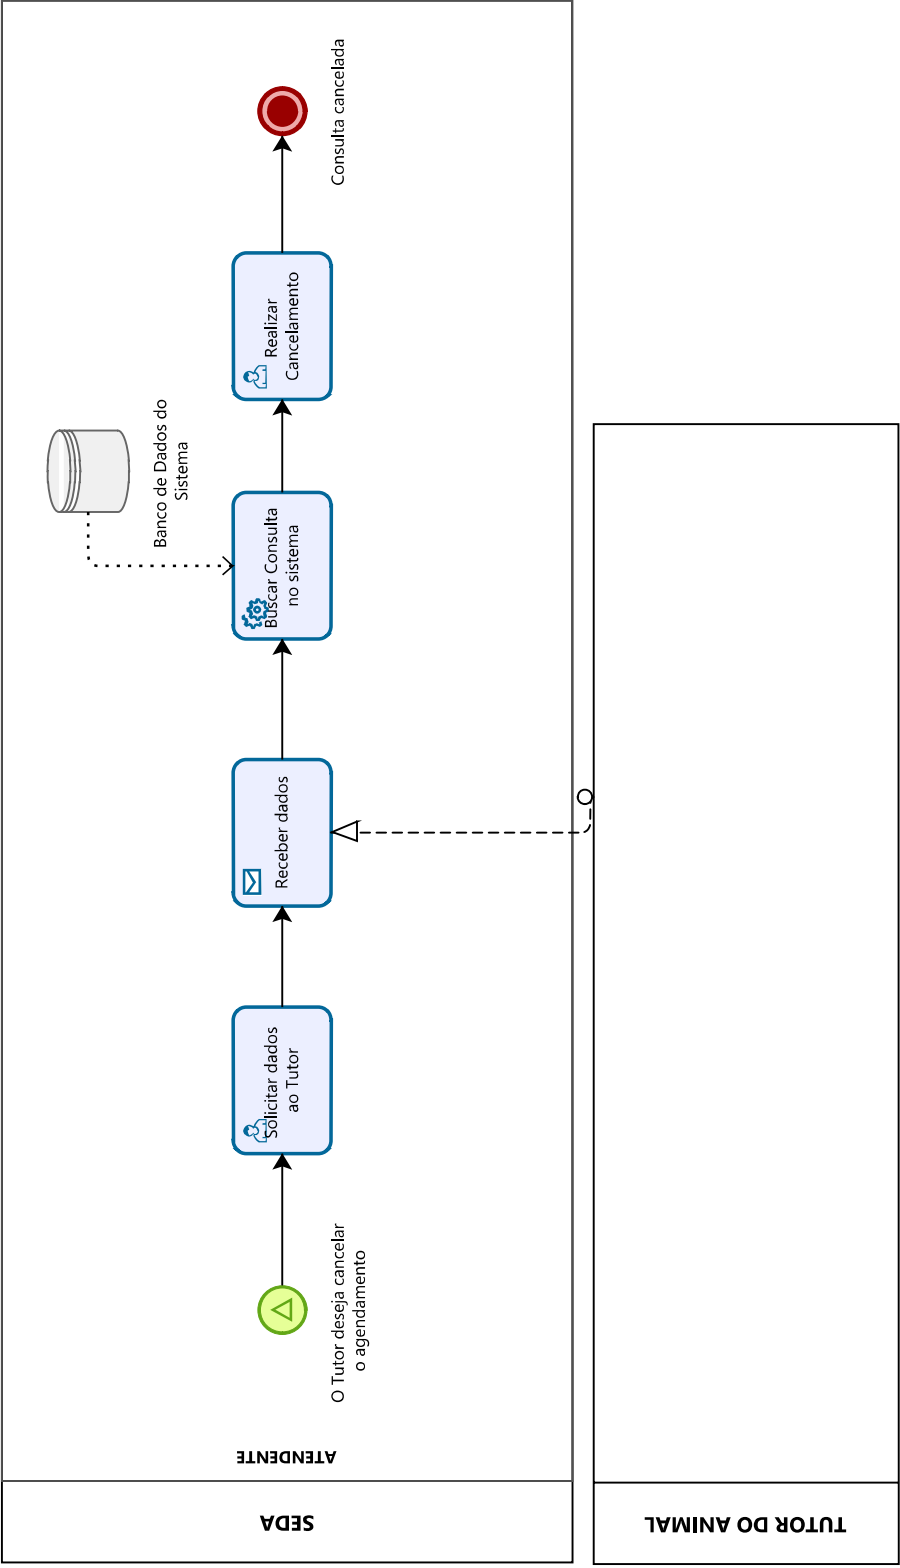 SEDA
ATENDENTE
O Tutor deseja cancelar
o agendamento
Solicitar dados
ao Tutor
Receber dados
Buscar Consulta
no sistema
Banco de Dados do
Sistema
Realizar
Cancelamento
Consulta cancelada
TUTOR DO ANIMAL